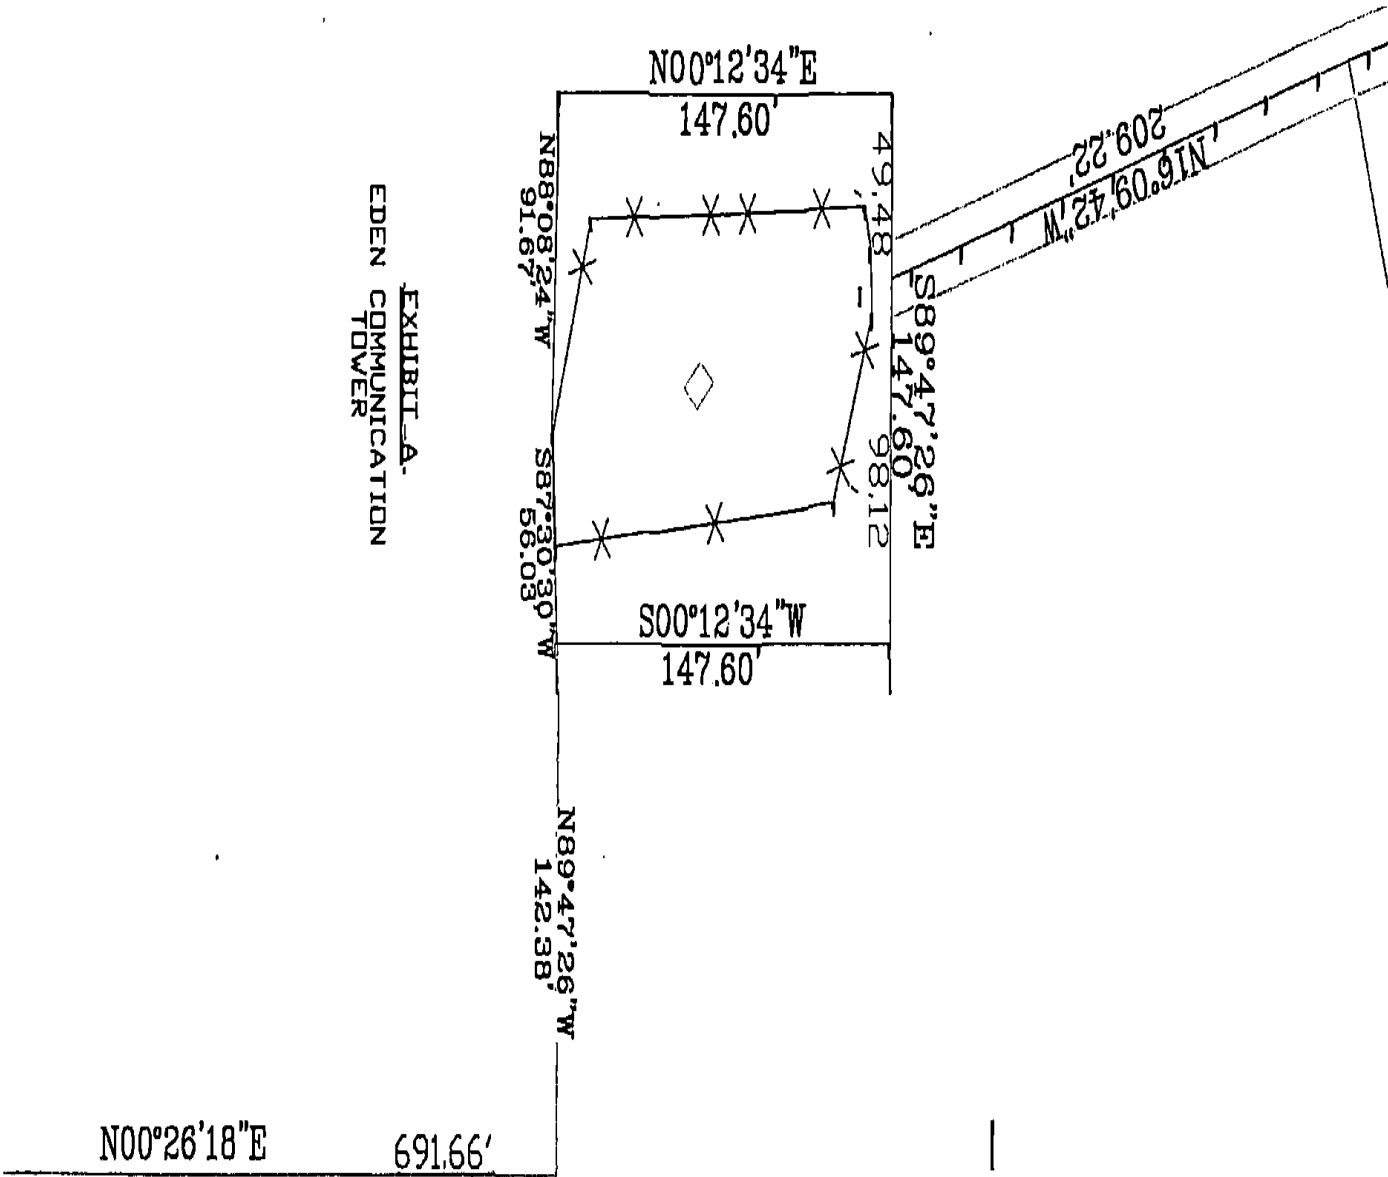 N00°12'34"E
147.60'
209.22'
N16°09'42"W
49.48'
S89°47'26"E
147.60'
98.12'
N88°08'24"W
91.67'
EXHIBIT A
EDEN COMMUNICATION
TOWER
S87°30'30"W
56.03'
S00°12'34"W
147.60'
N89°47'26"W
142.38'
N00°26'18"E
691.66'